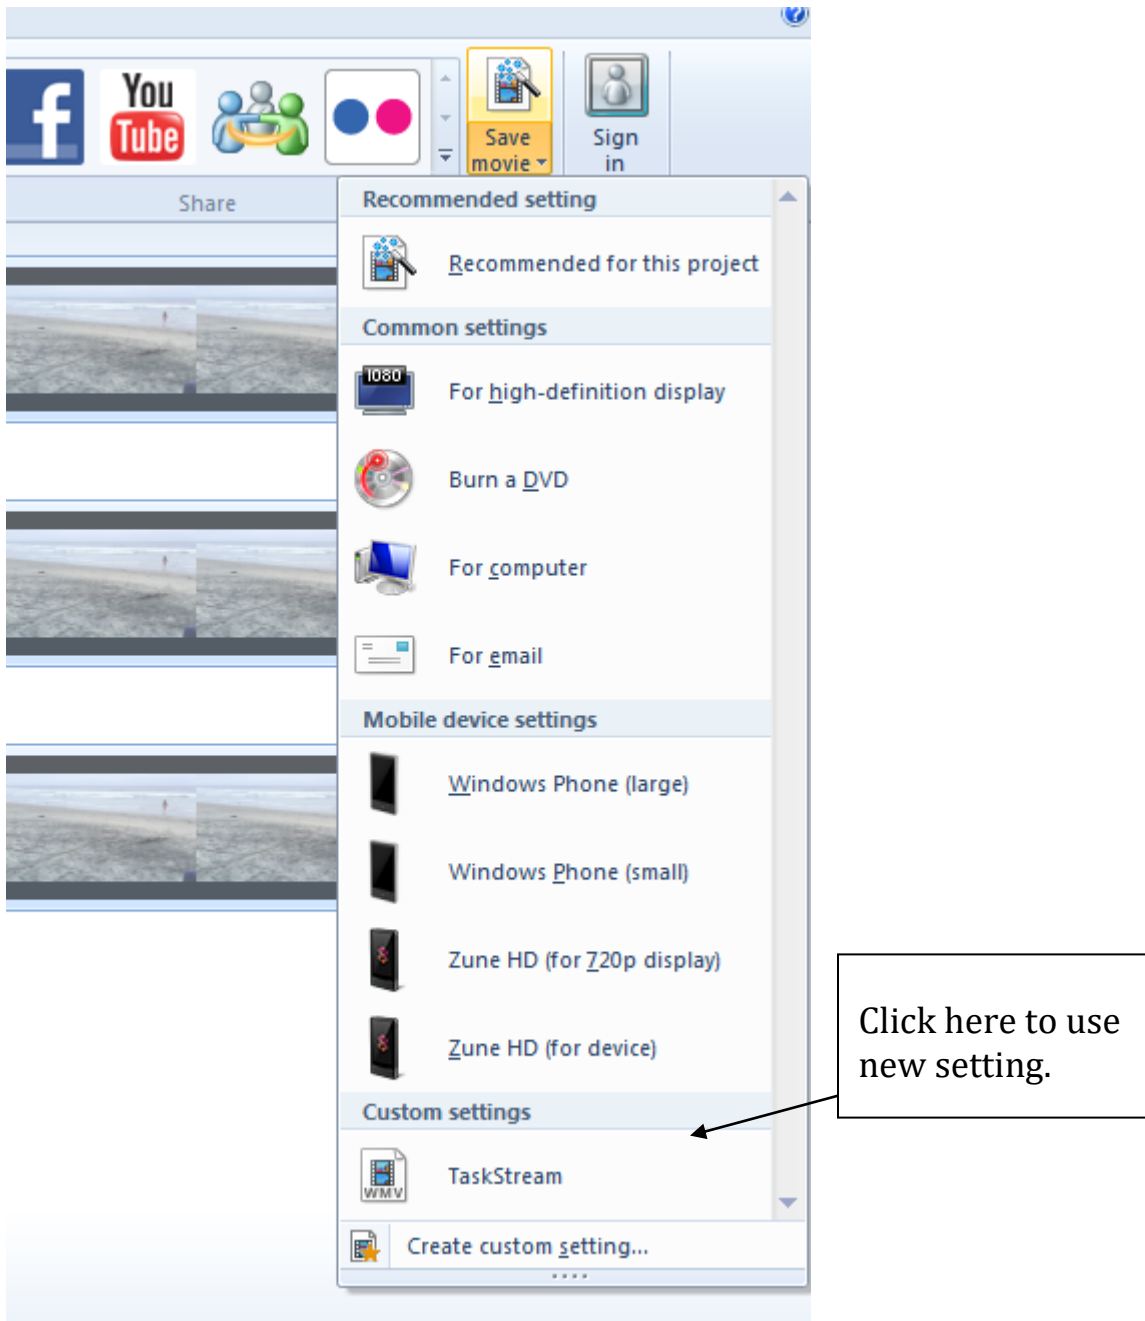 ?
f
You
Tube
Save
movie
Sign
in
Share
Recommended setting
Recommended for this project
Common settings
1080
For high-definition display
Burn a DVD
For computer
For email
Mobile device settings
Windows Phone (large)
Windows Phone (small)
Zune HD (for 720p display)
Zune HD (for device)
Custom settings
WMV
TaskStream
Create custom setting...
Click here to use
new setting.